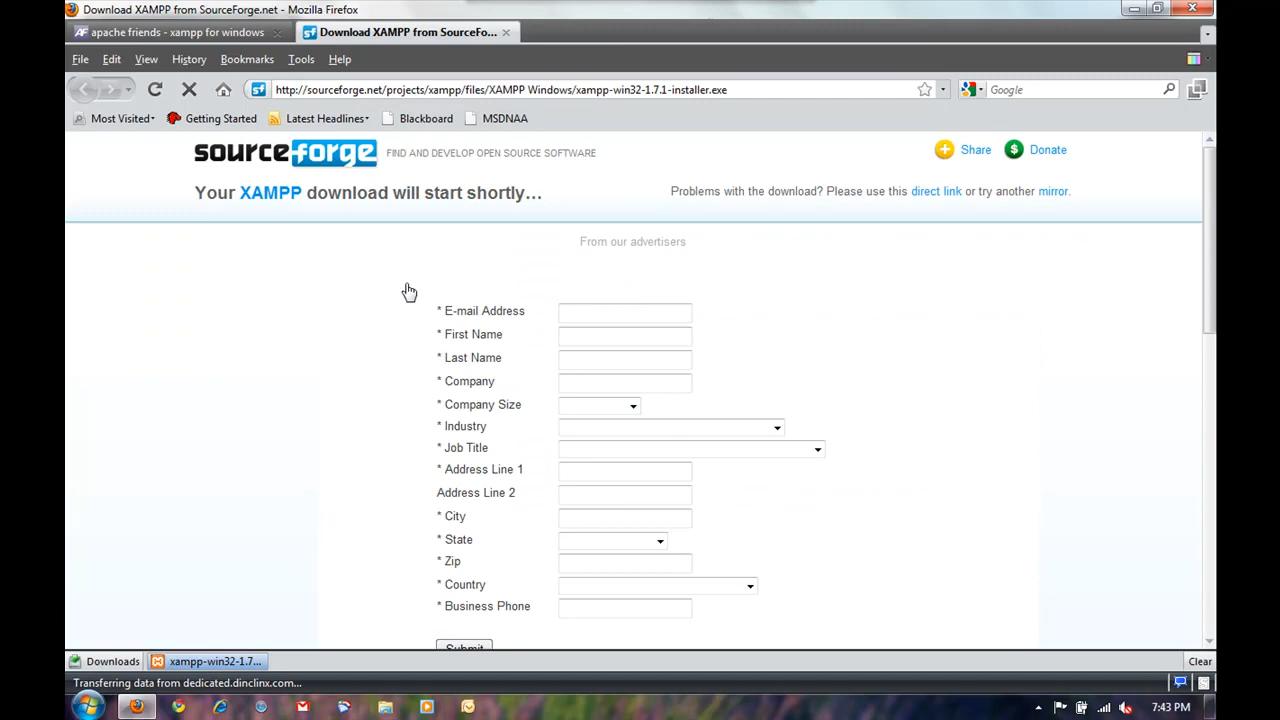 Download XAMPP from SourceForge.net - Mozilla Firefox
apache friends - xampp for windows
Download XAMPP from SourceFo...
File Edit View History Bookmarks Tools Help
http://sourceforge.net/projects/xampp/files/XAMPP Windows/xampp-win32-1.7.1-installer.exe
Google
Most Visited Getting Started Latest Headlines Blackboard MSDNAA
sourceforge FIND AND DEVELOP OPEN SOURCE SOFTWARE
Share Donate
Your XAMPP download will start shortly...
Problems with the download? Please use this direct link or try another mirror.
From our advertisers
* E-mail Address
* First Name
* Last Name
* Company
* Company Size
* Industry
* Job Title
* Address Line 1
Address Line 2
* City
* State
* Zip
* Country
* Business Phone
Submit
Downloads xampp-win32-1.7... Clear
Transferring data from dedicated.dinclinx.com...
7:43 PM